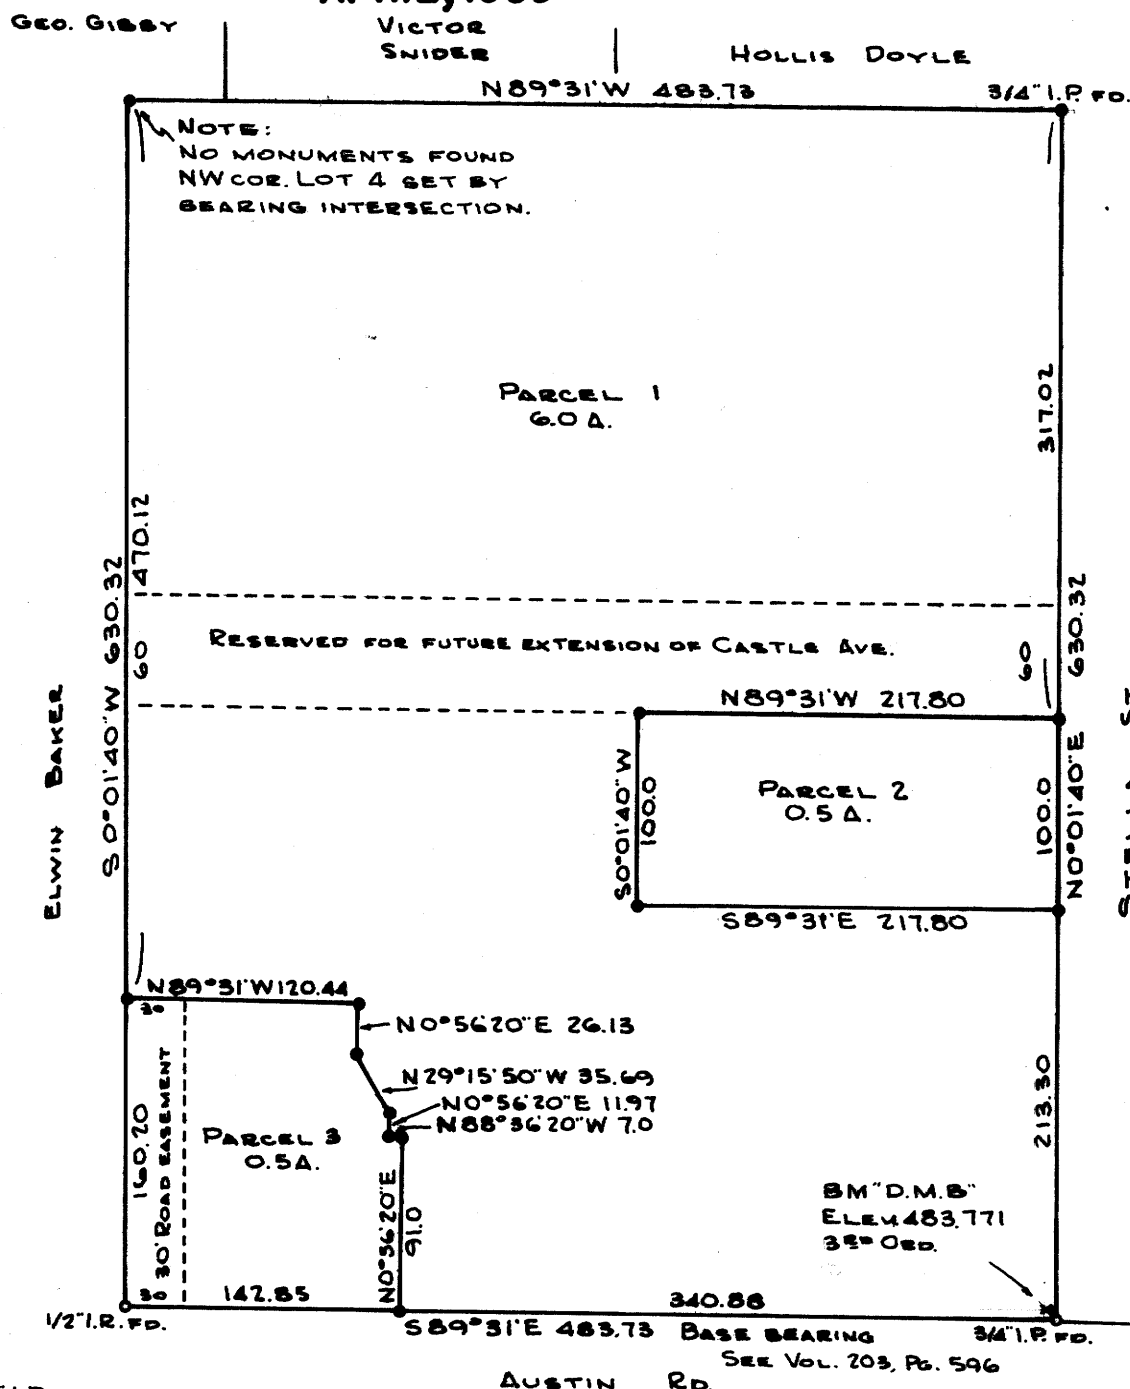 GEO. GIBBY
VICTOR
SNIDER
HOLLIS DOYLE
N89°31'W 483.73
3/4" I.P. FD.
NOTE:
NO MONUMENTS FOUND
NW COR. LOT 4 SET BY
BEARING INTERSECTION.
PARCEL 1
6.0 A.
317.02
470.12
S0°01'40"W 630.32
630.32
60
RESERVED FOR FUTURE EXTENSION OF CASTLE AVE.
60
N89°31'W 217.80
ELWIN BAKER
S0°01'40"W
100.0
PARCEL 2
0.5 A.
100.0
N0°01'40"E
S89°31'E 217.80
N89°31'W 120.44
30
N0°56'20"E 26.13
N29°15'50"W 35.69
N0°56'20"E 11.97
N88°36'20"W 7.0
160.20
30' ROAD EASEMENT
PARCEL 3
0.5A.
N0°56'20"E
91.0
213.30
BM "D.M.B"
ELEV. 483.771
3RD ORD.
30
142.85
340.88
1/2" I.R. FD.
S89°31'E 483.73 BASE BEARING
3/4" I.P. FD.
SEE VOL. 203, PG. 596
AUSTIN RD.